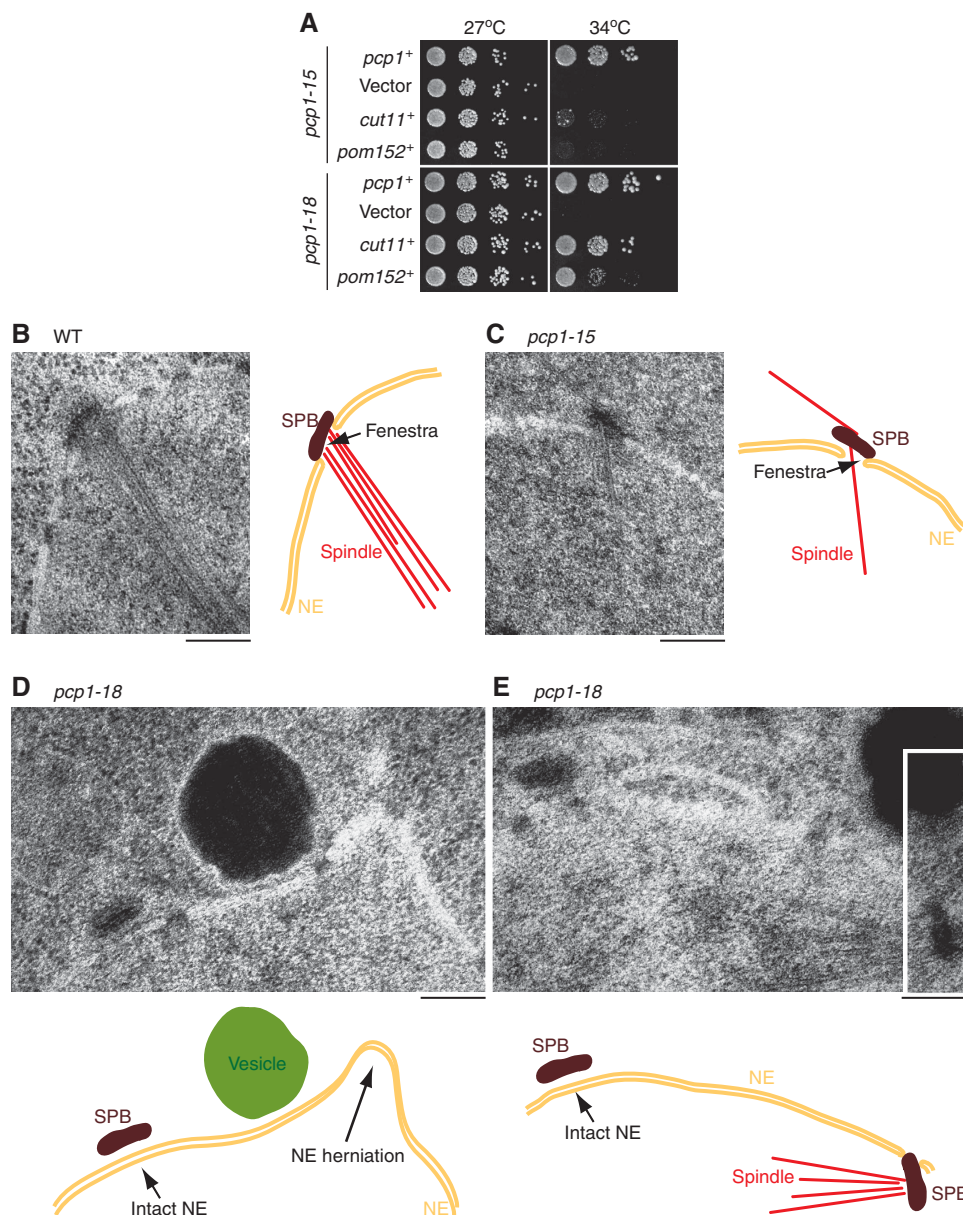 A
27°C 34°C
pcp1-15
pcp1+
Vector
cut11+
pom152+
pcp1-18
pcp1+
Vector
cut11+
pom152+
B WT
SPB
Fenestra
Spindle
NE
C pcp1-15
SPB
Fenestra
Spindle
NE
D pcp1-18
Vesicle
SPB
NE herniation
Intact NE
NE
E pcp1-18
SPB
NE
Intact NE
Spindle
SPB